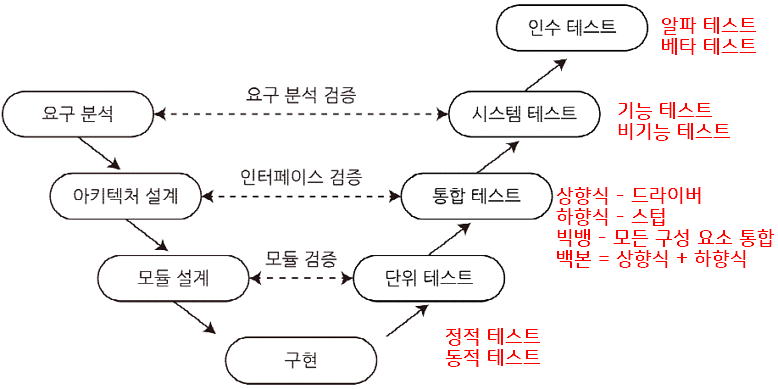 인수 테스트
알파 테스트
베타 테스트
요구 분석
요구 분석 검증
시스템 테스트
기능 테스트
비기능 테스트
아키텍처 설계
인터페이스 검증
통합 테스트
상향식 - 드라이버
하향식 - 스텁
빅뱅 - 모든 구성 요소 통합
백본 = 상향식 + 하향식
모듈 설계
모듈 검증
단위 테스트
구현
정적 테스트
동적 테스트